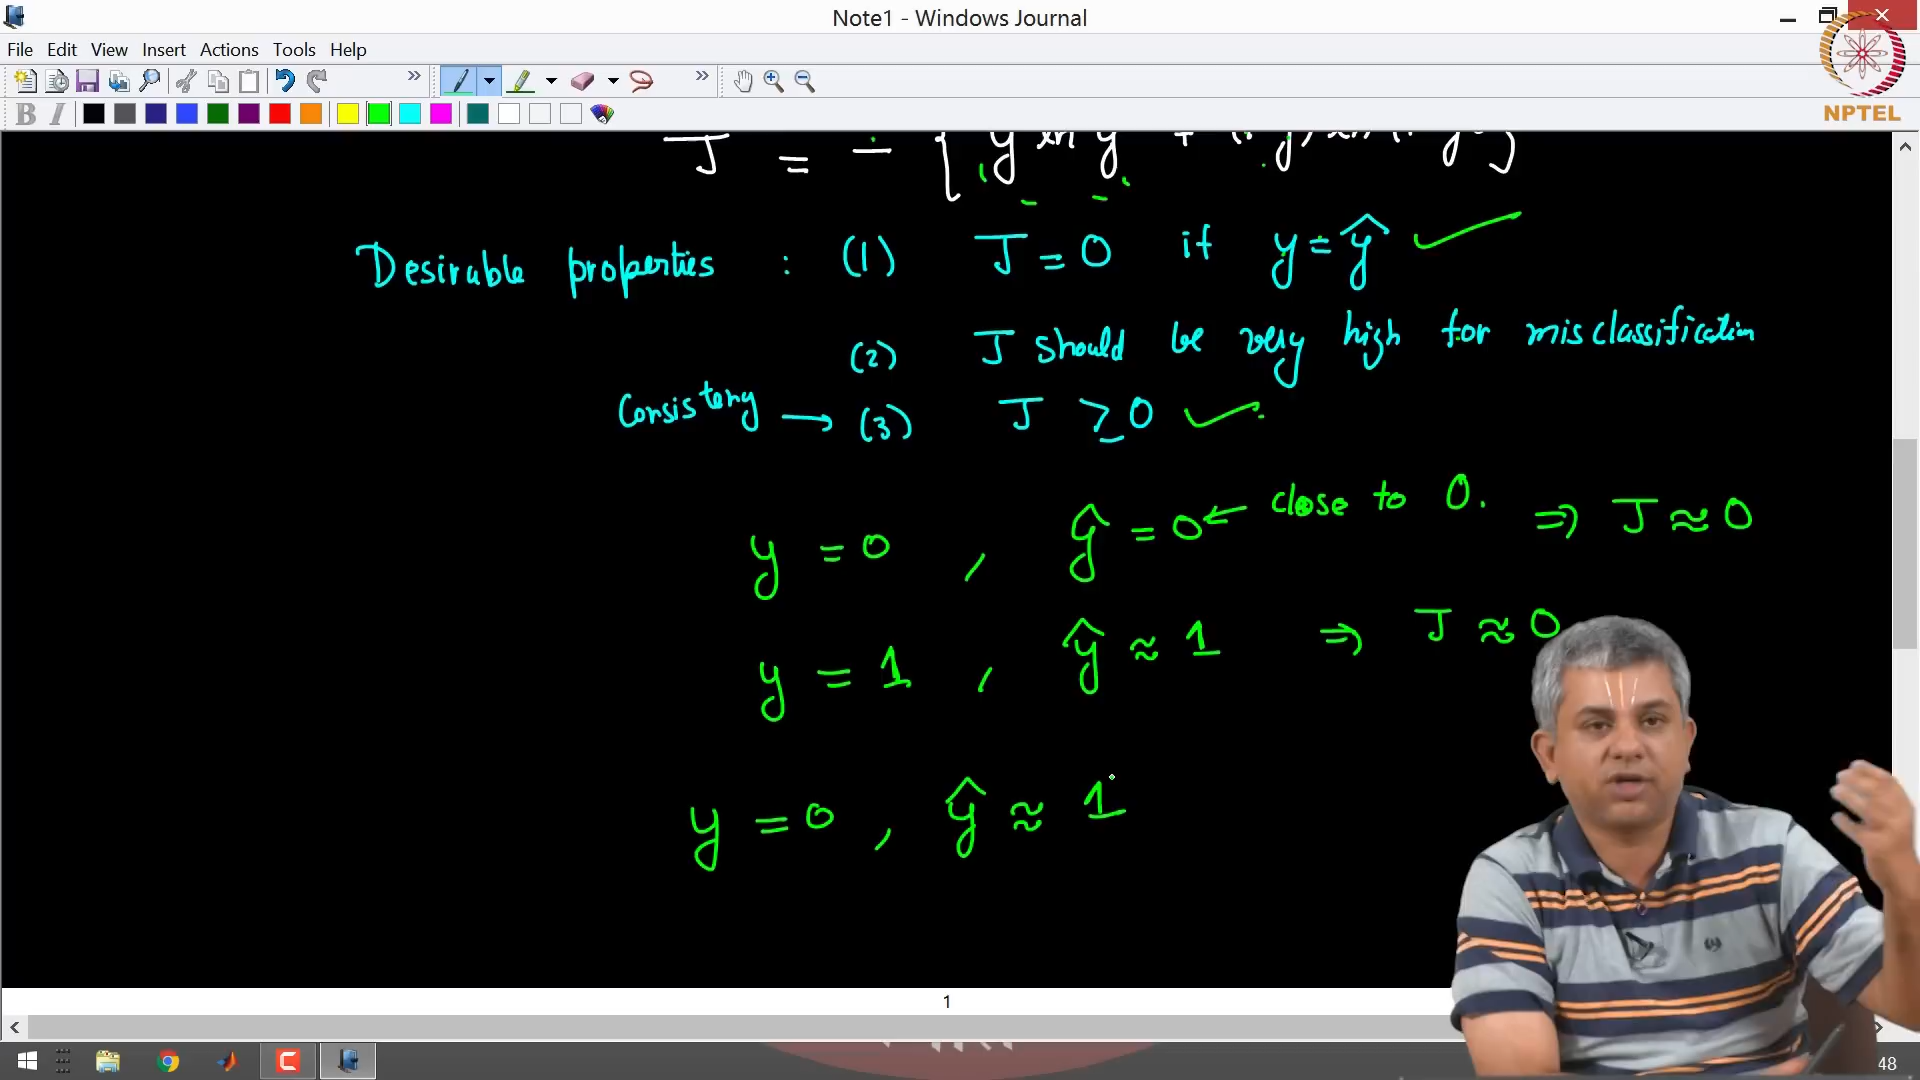 Note1 - Windows Journal
File Edit View Insert Actions Tools Help
B I
NPTEL
J = - [ y ln ŷ +
Desirable properties : (1) J = 0 if y = ŷ
(2) J should be very high for misclassification
Consisteny → (3) J ≥ 0
y = 0 , ŷ = 0 ← close to 0. ⇒ J ≈ 0
y = 1 , ŷ ≈ 1 ⇒ J ≈ 0
y = 0 , ŷ ≈ 1
1
48